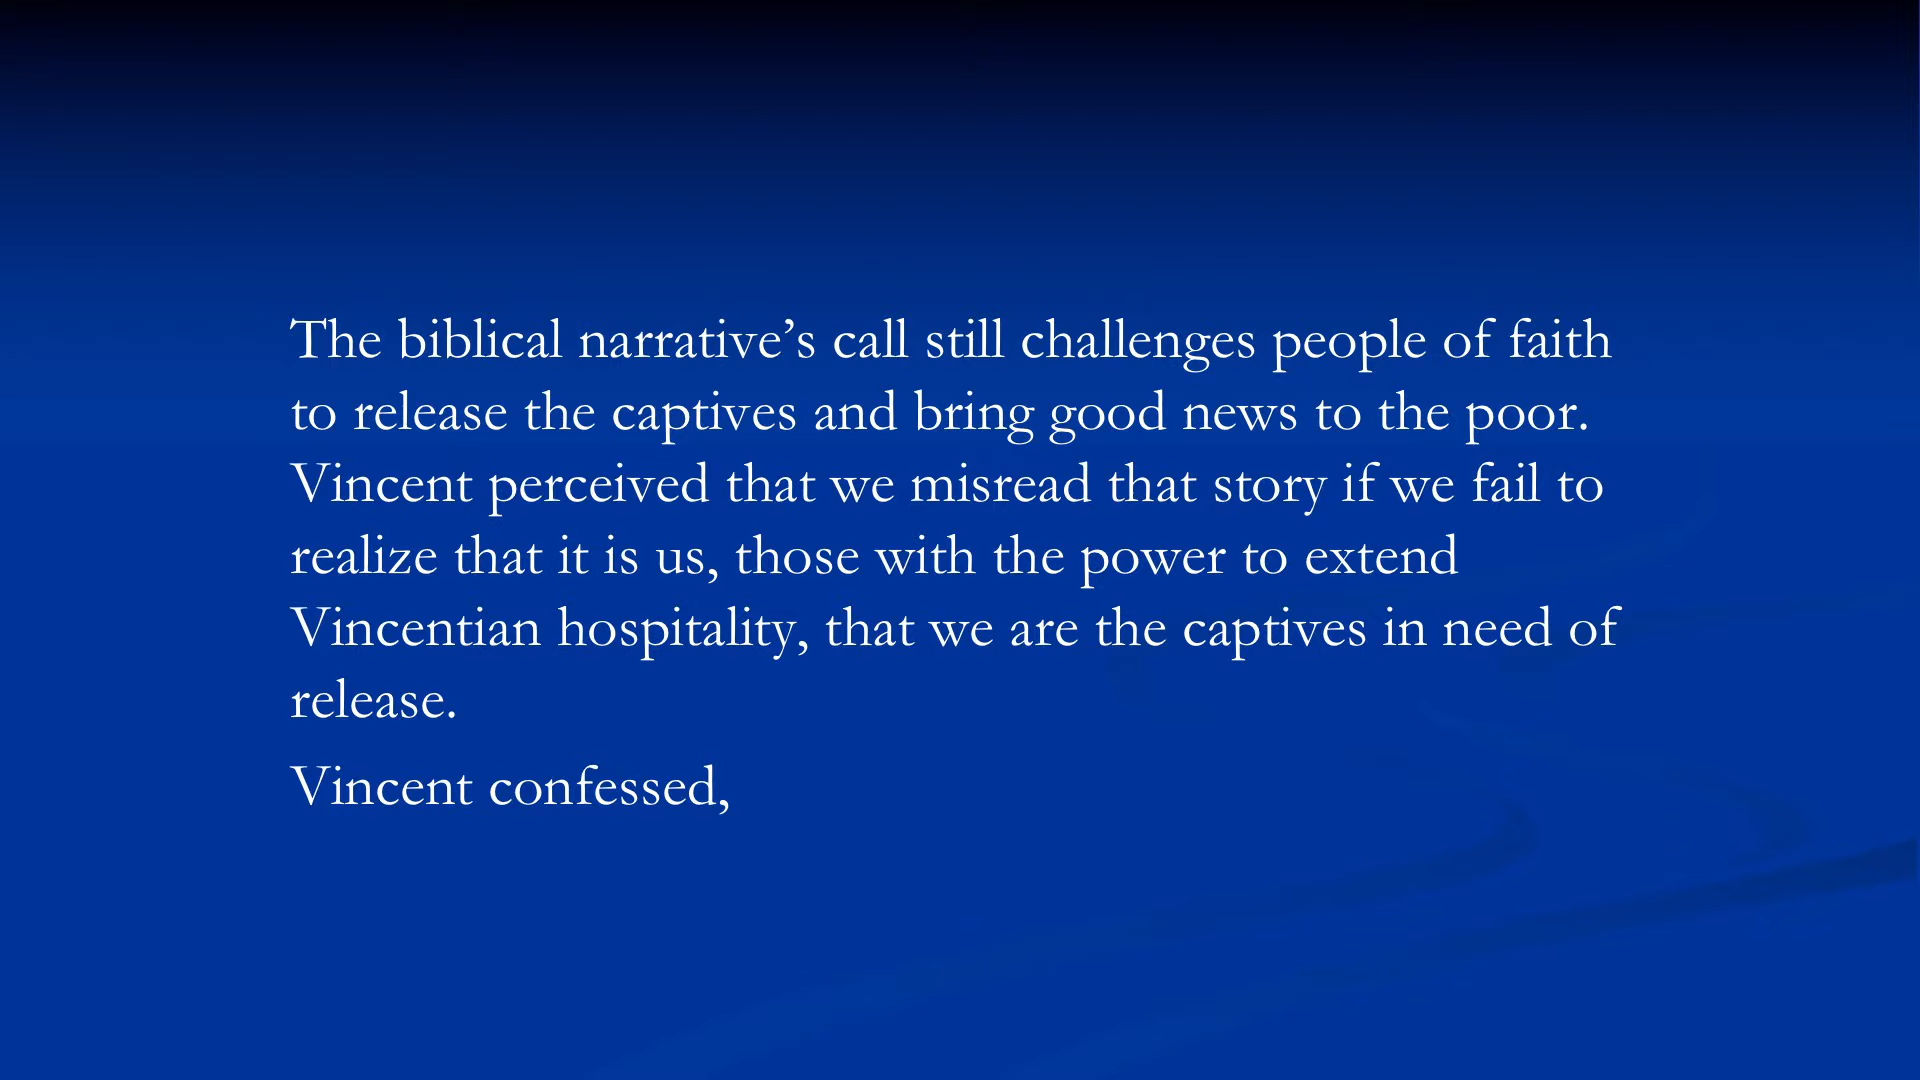 The biblical narrative’s call still challenges people of faith
to release the captives and bring good news to the poor.
Vincent perceived that we misread that story if we fail to
realize that it is us, those with the power to extend
Vincentian hospitality, that we are the captives in need of
release.
Vincent confessed,